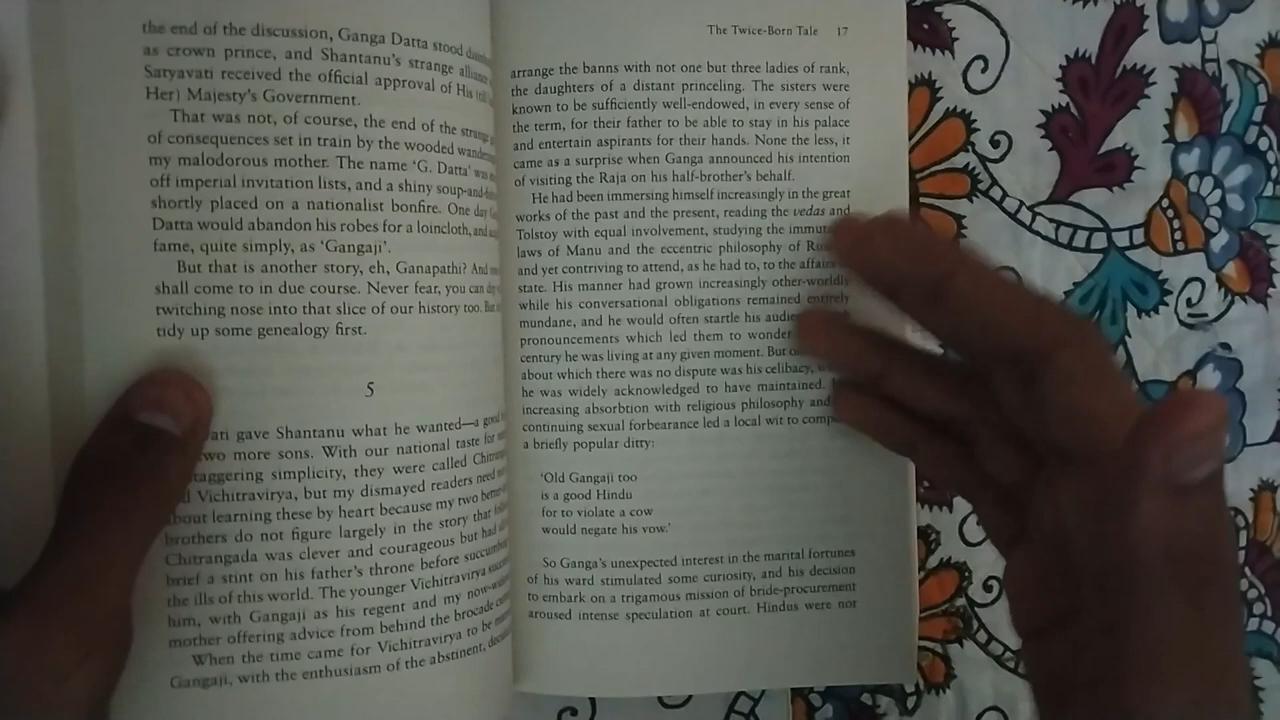 the end of the discussion, Ganga Datta stood
as crown prince, and Shantanu's strange
Satyavati received the official approval of His
Her) Majesty's Government.
That was not, of course, the end of the strange
of consequences set in train by the wooded
my malodorous mother. The name 'G. Datta' was
off imperial invitation lists, and a shiny
shortly placed on a nationalist bonfire. One day
Datta would abandon his robes for a loincloth, and
fame, quite simply, as 'Gangaji'.
But that is another story, eh, Ganapathi? And
shall come to in due course. Never fear, you can
twitching nose into that slice of our history too. But
tidy up some genealogy first.
5
gave Shantanu what he wanted—a good
two more sons. With our national taste for
simplicity, they were called
Vichitravirya, but my dismayed readers need
about learning these by heart because my two
brothers do not figure largely in the story that
Chitrangada was clever and courageous but had
brief a stint on his father's throne before
the ills of this world. The younger Vichitravirya
him, with Gangaji as his regent and my
mother offering advice from behind the brocade
When the time came for Vichitravirya to be
Gangaji, with the enthusiasm of the abstinent,
The Twice-Born Tale 17
arrange the banns with not one but three ladies of rank,
the daughters of a distant princeling. The sisters were
known to be sufficiently well-endowed, in every sense of
the term, for their father to be able to stay in his palace
and entertain aspirants for their hands. None the less, it
came as a surprise when Ganga announced his intention
of visiting the Raja on his half-brother's behalf.
He had been immersing himself increasingly in the great
works of the past and the present, reading the vedas and
Tolstoy with equal involvement, studying the
laws of Manu and the eccentric philosophy of
and yet contriving to attend, as he had to, to the
state. His manner had grown increasingly other-worldly
while his conversational obligations remained entirely
mundane, and he would often startle his
pronouncements which led them to wonder
century he was living at any given moment. But
about which there was no dispute was his celibacy,
he was widely acknowledged to have maintained.
increasing absorbtion with religious philosophy and
continuing sexual forbearance led a local wit to
a briefly popular ditty:
'Old Gangaji too
is a good Hindu
for to violate a cow
would negate his vow.'
So Ganga's unexpected interest in the marital fortunes
of his ward stimulated some curiosity, and his decision
to embark on a trigamous mission of bride-procurement
aroused intense speculation at court. Hindus were not